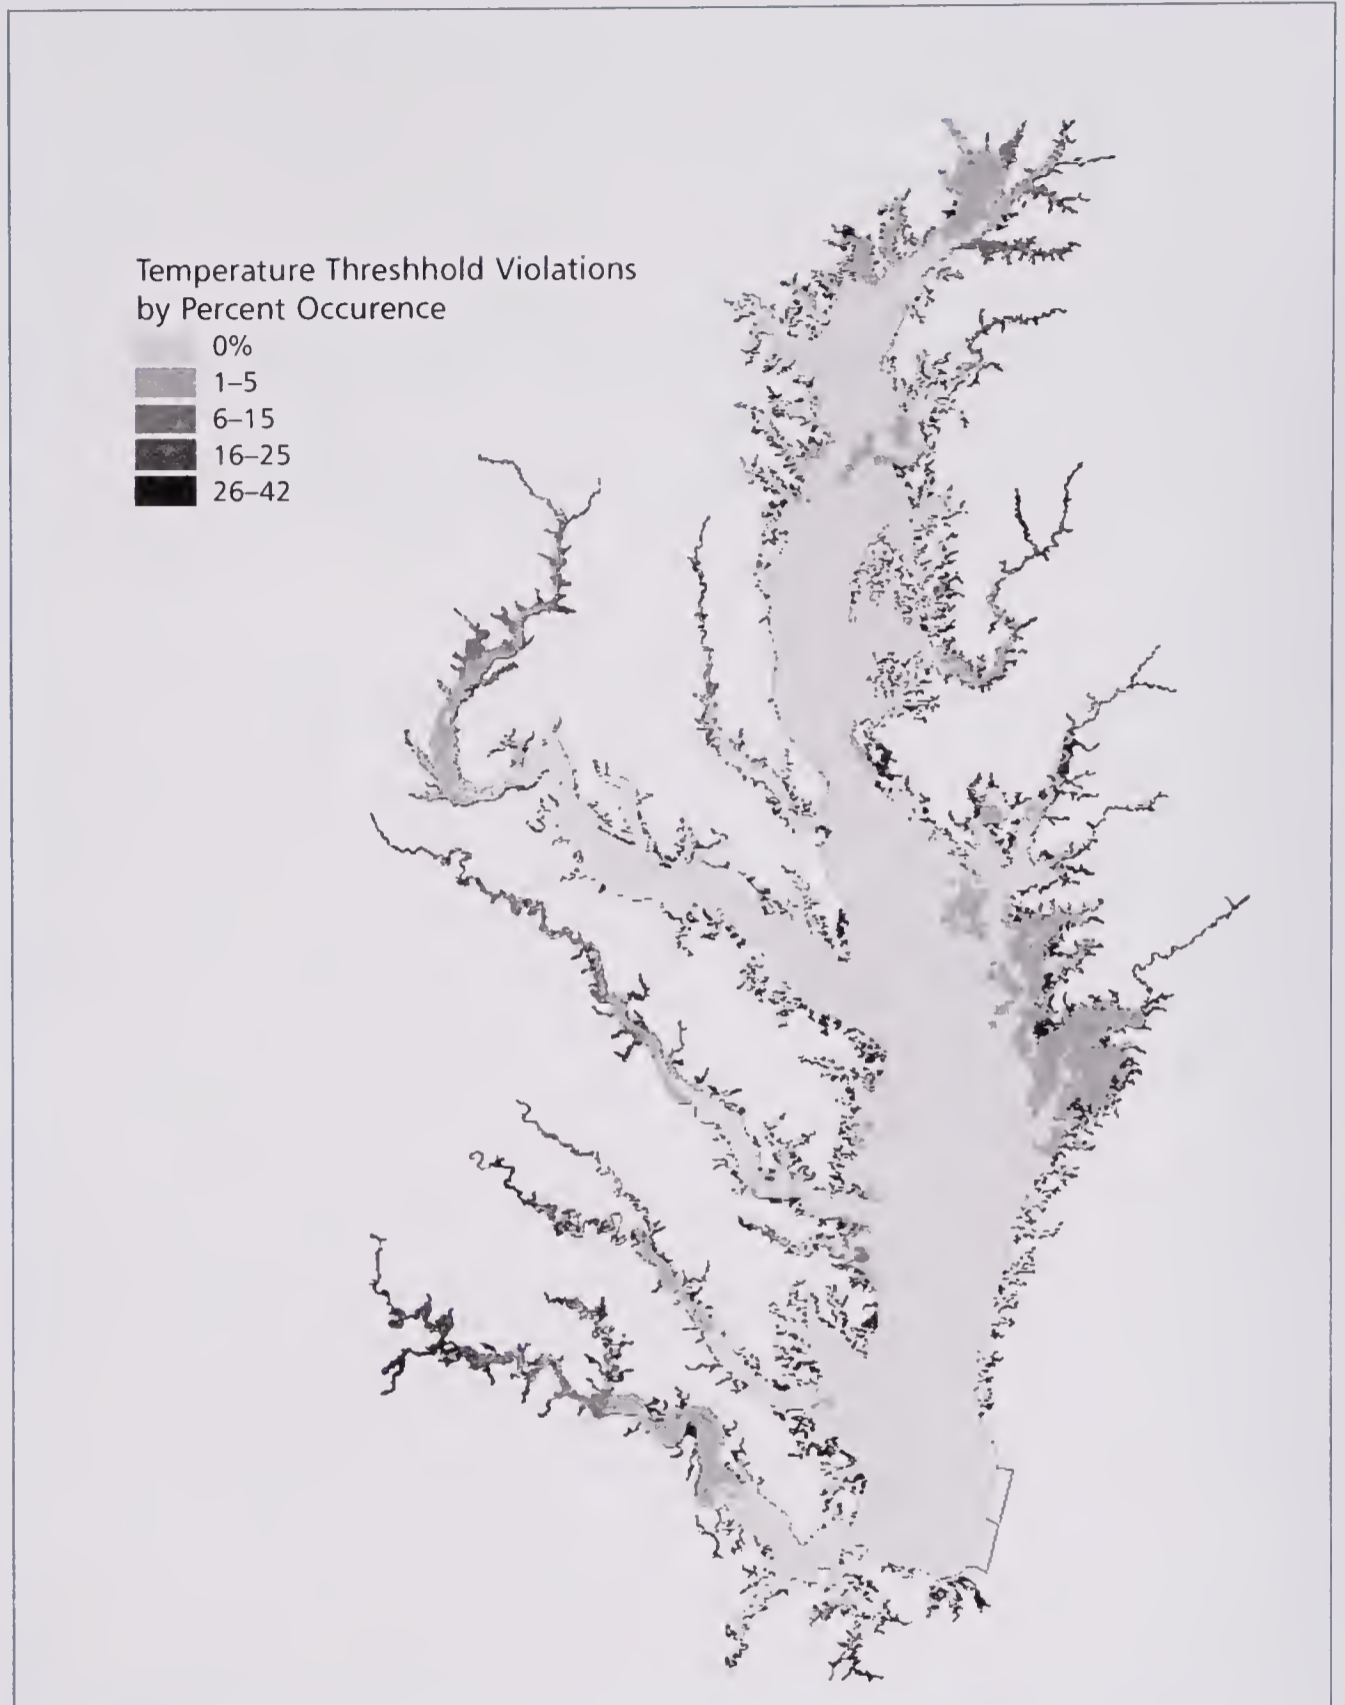 Temperature Threshhold Violations
by Percent Occurence
0%
1–5
6–15
16–25
26–42